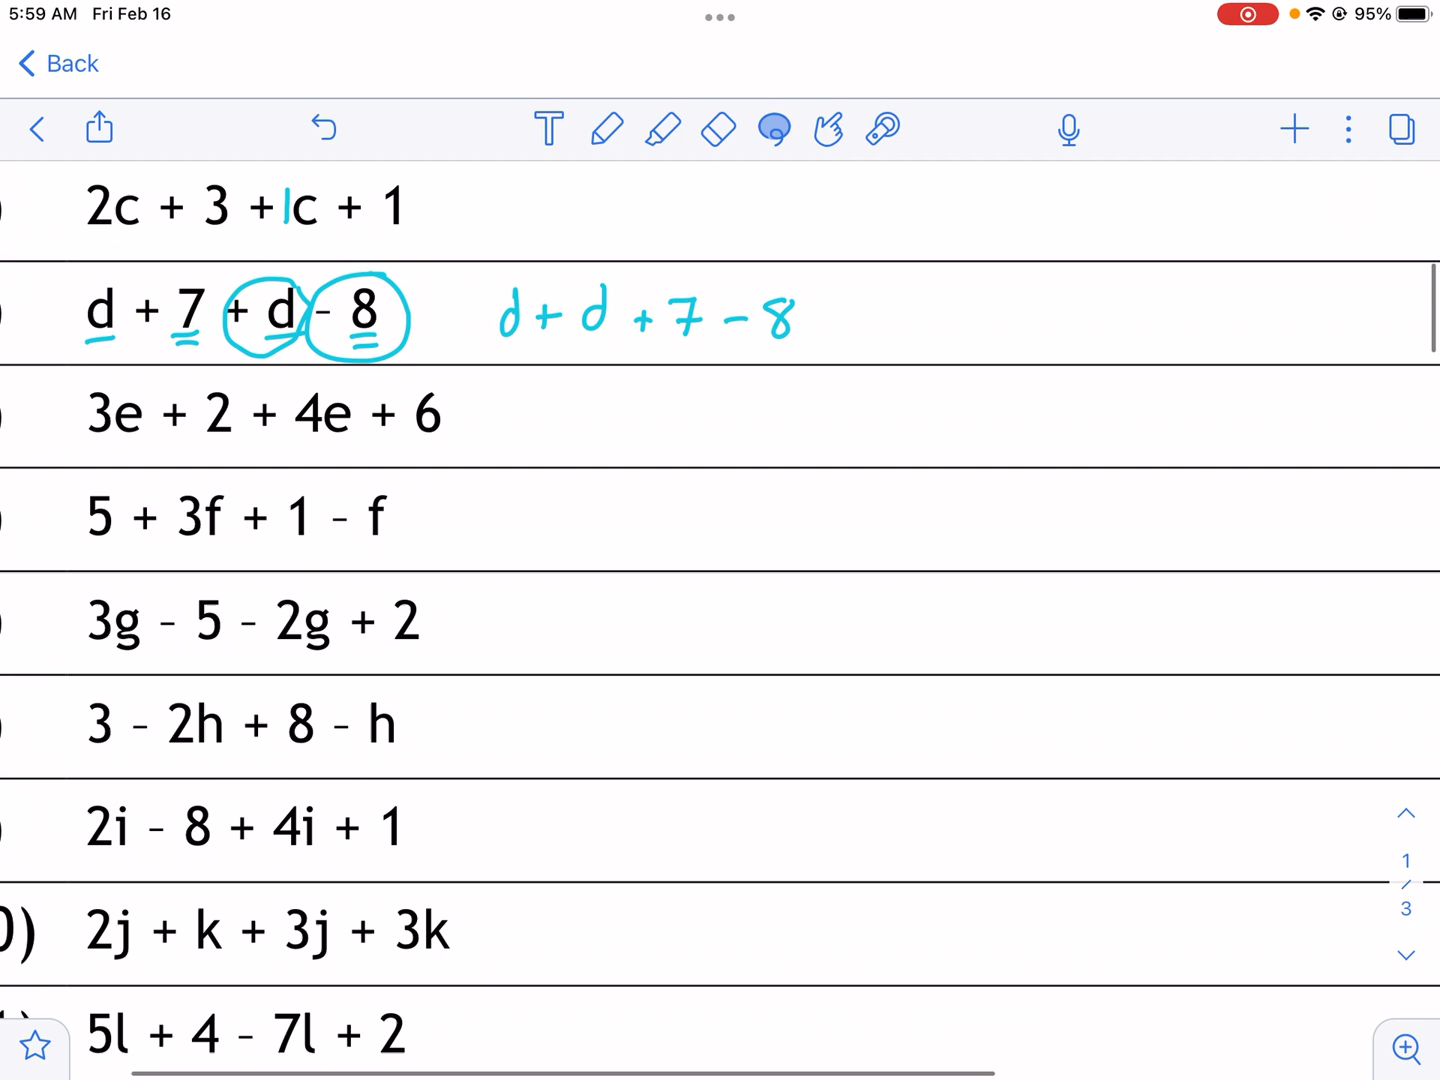 5:59 AM Fri Feb 16 95%
Back
2c + 3 + 1c + 1
d + 7 + d - 8 d + d + 7 - 8
3e + 2 + 4e + 6
5 + 3f + 1 - f
3g - 5 - 2g + 2
3 - 2h + 8 - h
2i - 8 + 4i + 1
1
/
3
0) 2j + k + 3j + 3k
5l + 4 - 7l + 2